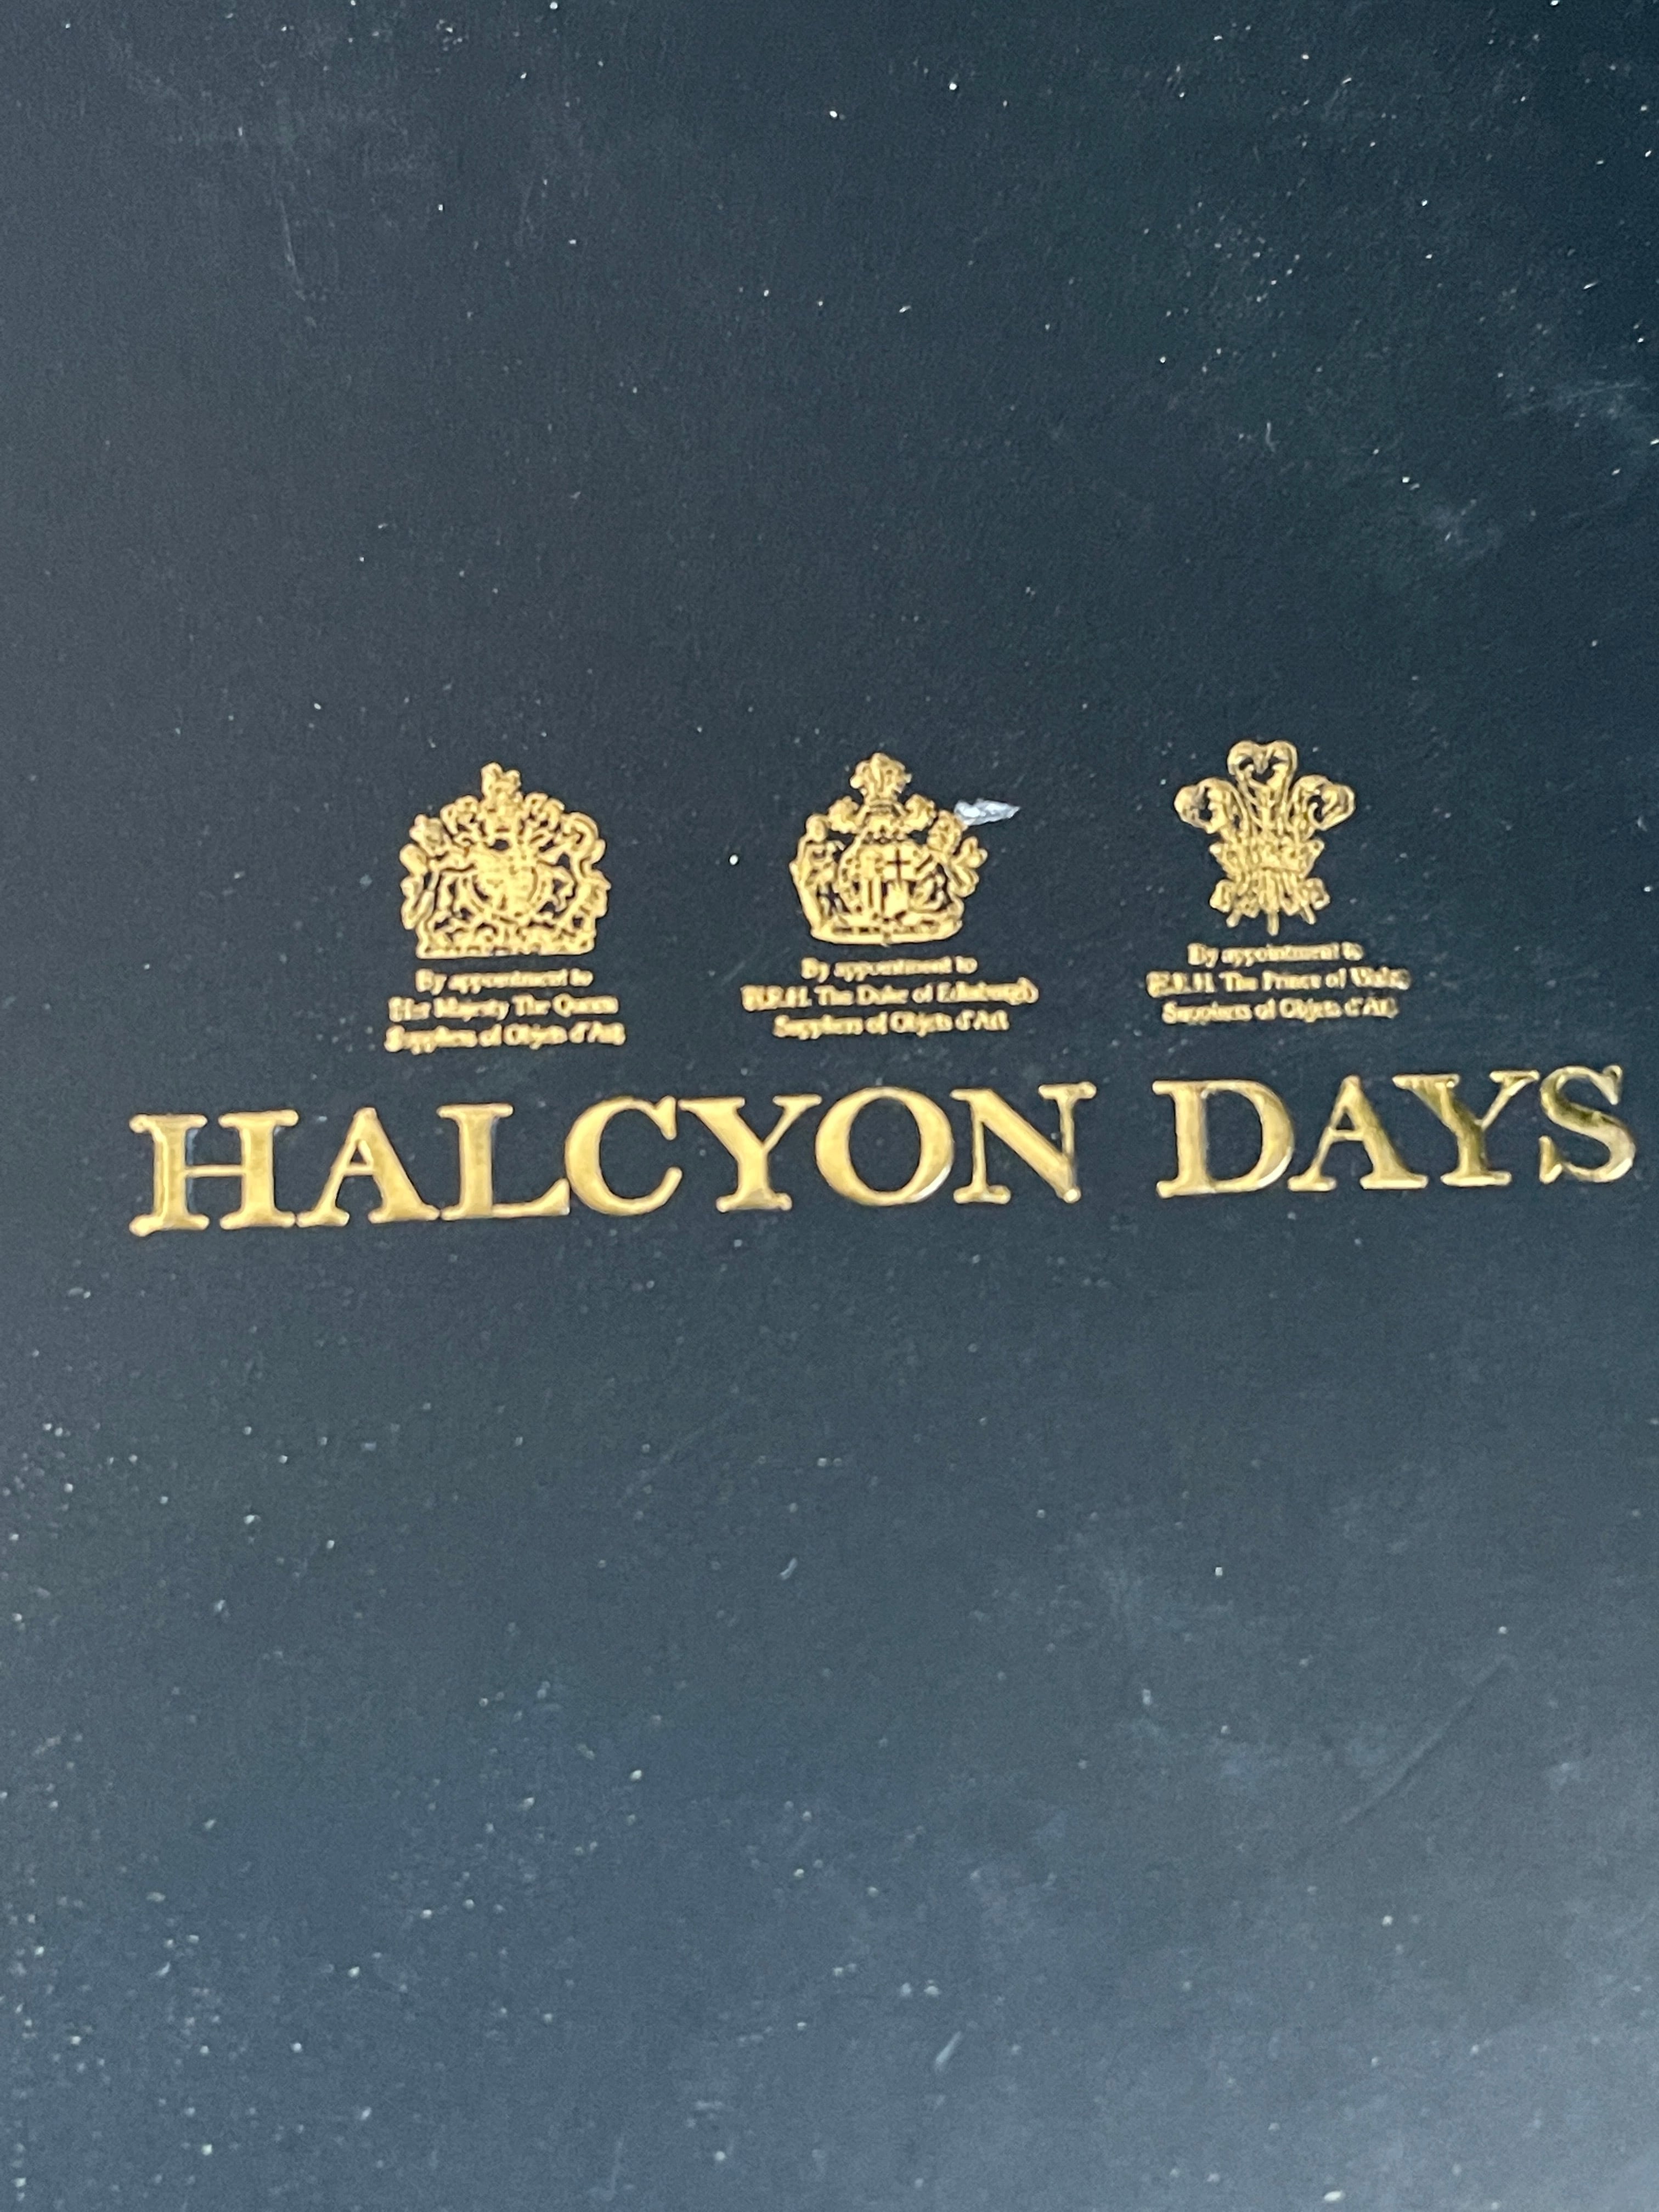 By appointment to
Her Majesty The Queen
Suppliers of Objets d'Art
By appointment to
H.R.H. The Duke of Edinburgh
Suppliers of Objets d'Art
By appointment to
H.R.H. The Prince of Wales
Suppliers of Objets d'Art
HALCYON DAYS